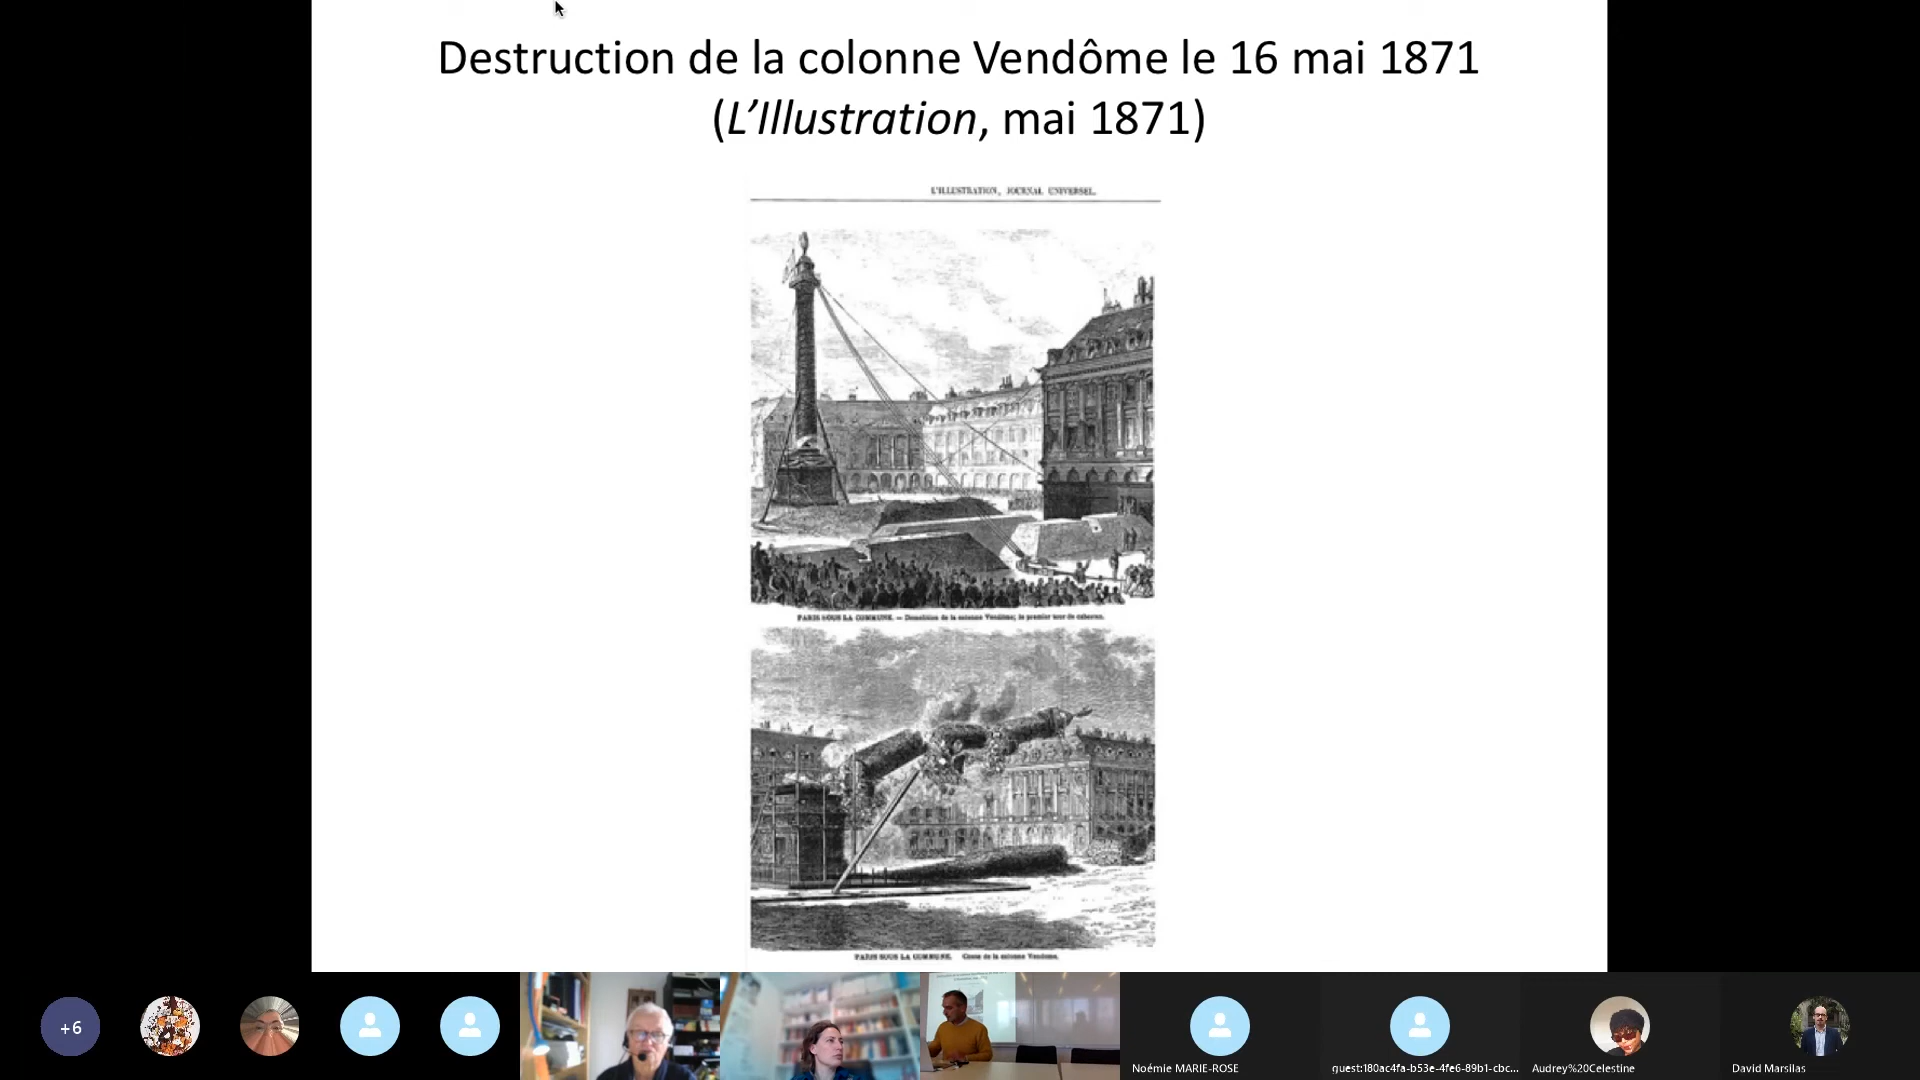 Destruction de la colonne Vendôme le 16 mai 1871
(L’Illustration, mai 1871)
L'ILLUSTRATION, JOURNAL UNIVERSEL.
PARIS SOUS LA COMMUNE. — Démolition de la colonne Vendôme; le premier tour de cabestan.
PARIS SOUS LA COMMUNE. Chute de la colonne Vendôme.
+6
Noémie MARIE-ROSE
guest:180ac4fa-b53e-4fe6-89b1-cbc...
Audrey%20Celestine
David Marsilas